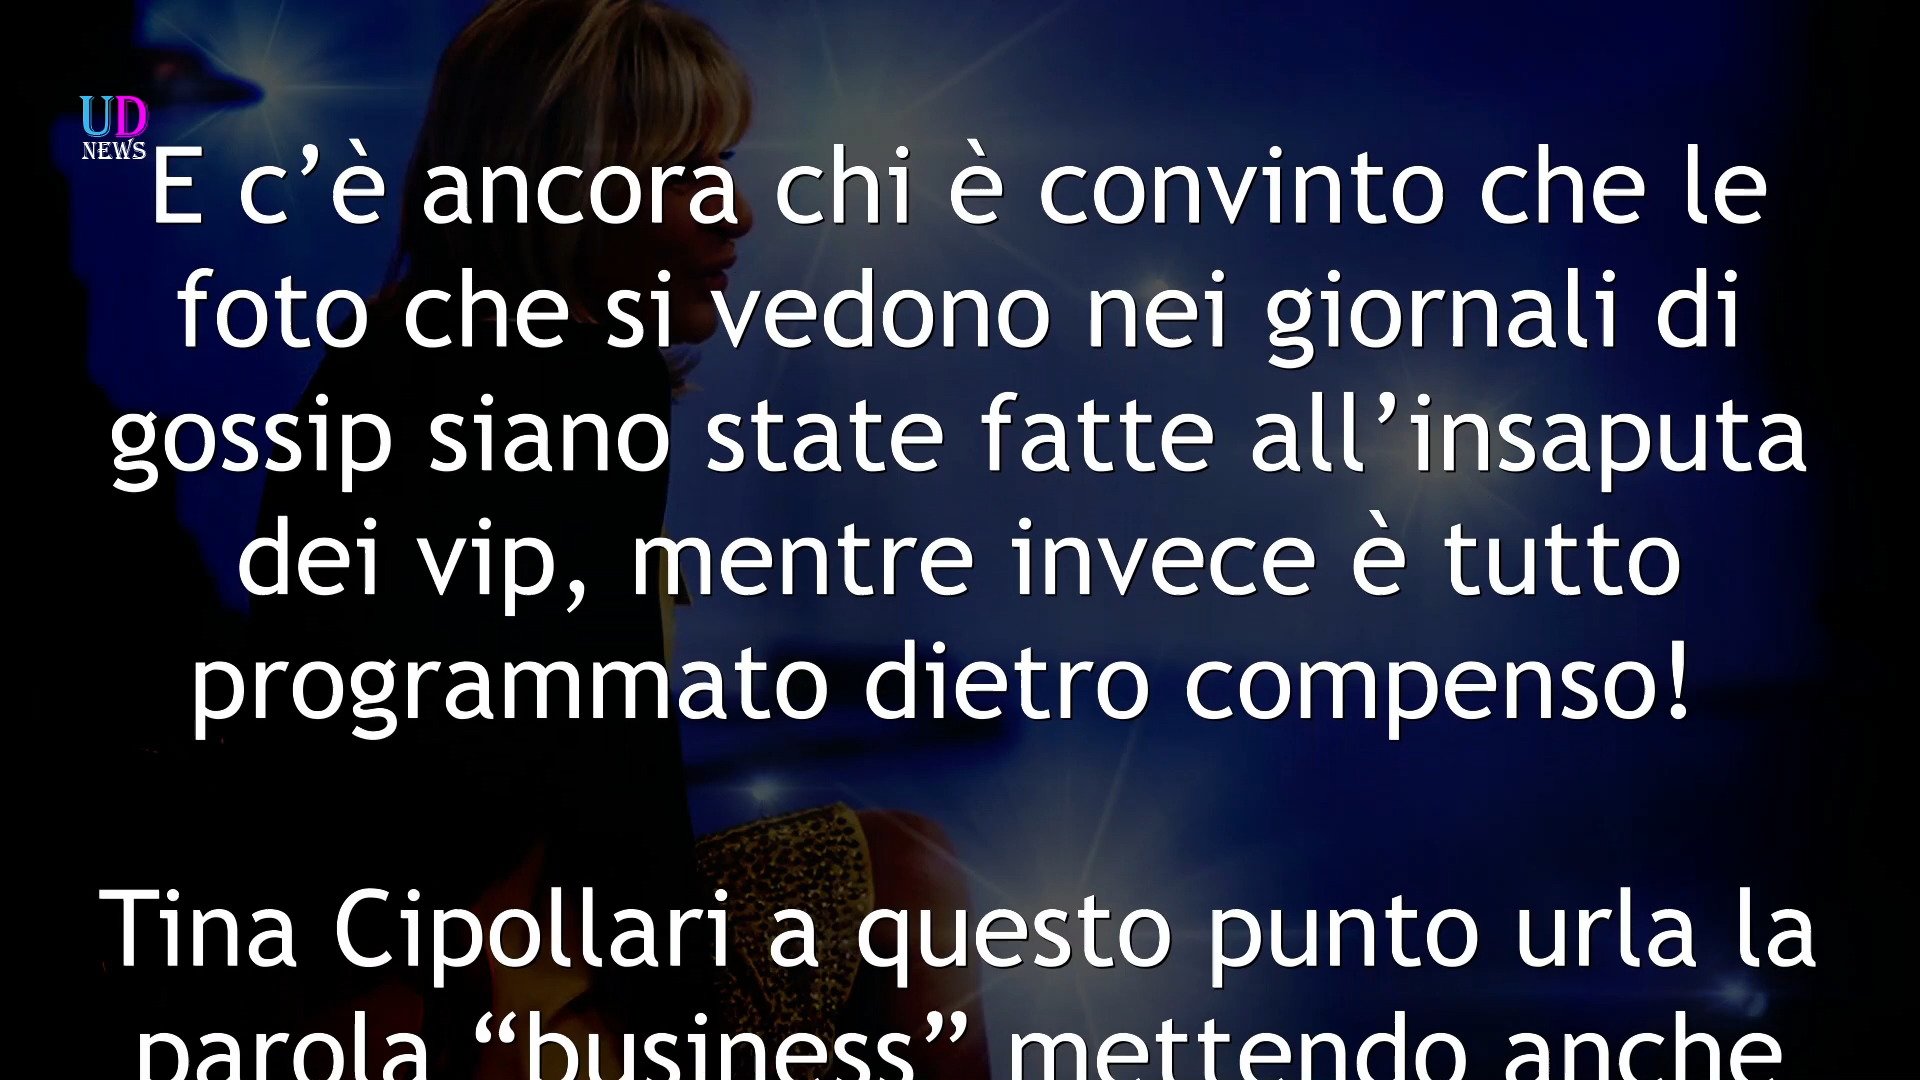 UD
NEWS
E c’è ancora chi è convinto che le
foto che si vedono nei giornali di
gossip siano state fatte all’insaputa
dei vip, mentre invece è tutto
programmato dietro compenso!
Tina Cipollari a questo punto urla la
parola “business” mettendo anche